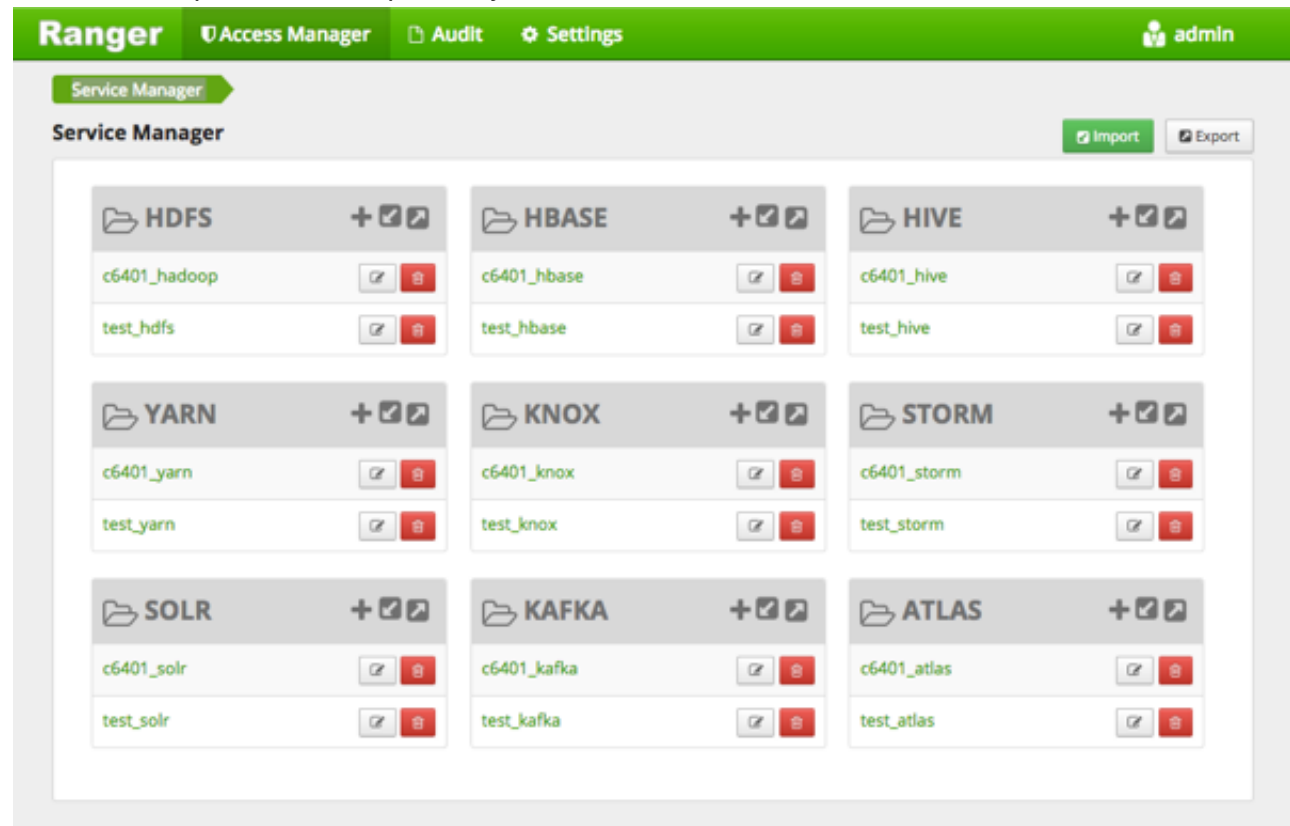 Ranger Access Manager Audit Settings admin
Service Manager
Service Manager Import Export
HDFS HBASE HIVE
c6401_hadoop c6401_hbase c6401_hive
test_hdfs test_hbase test_hive
YARN KNOX STORM
c6401_yarn c6401_knox c6401_storm
test_yarn test_knox test_storm
SOLR KAFKA ATLAS
c6401_solr c6401_kafka c6401_atlas
test_solr test_kafka test_atlas